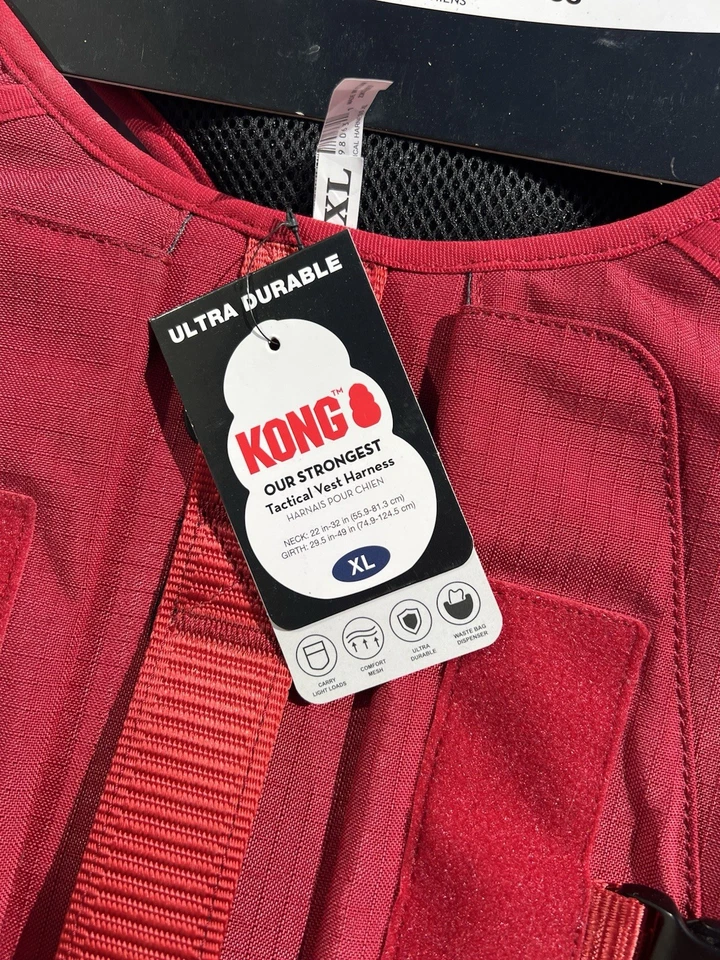 XL
ULTRA DURABLE
KONG™
OUR STRONGEST
Tactical Vest Harness
HARNAIS POUR CHIEN
NECK: 22 in-32 in (55.9-81.3 cm)
GIRTH: 29.5 in-49 in (74.9-124.5 cm)
XL
CARRY
LIGHT LOADS
COMFORT
MESH
ULTRA
DURABLE
WASTE BAG
DISPENSER